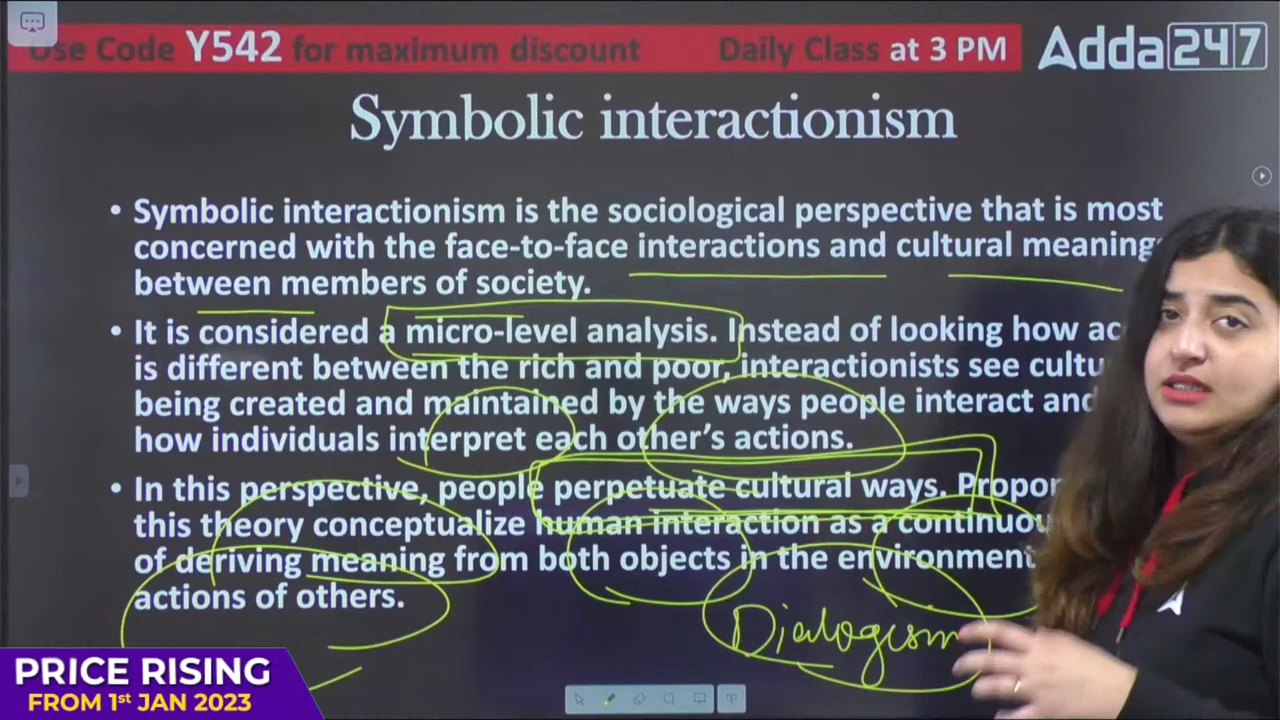 Use Code Y542 for maximum discount Daily Class at 3 PM Adda247
Symbolic interactionism
• Symbolic interactionism is the sociological perspective that is most
concerned with the face-to-face interactions and cultural meaning
between members of society.
• It is considered a micro-level analysis. Instead of looking how
is different between the rich and poor, interactionists see
being created and maintained by the ways people interact and
how individuals interpret each other's actions.
• In this perspective, people perpetuate cultural ways.
this theory conceptualize human interaction as a
of deriving meaning from both objects in the environment
actions of others.
Dialogism
PRICE RISING
FROM 1st JAN 2023